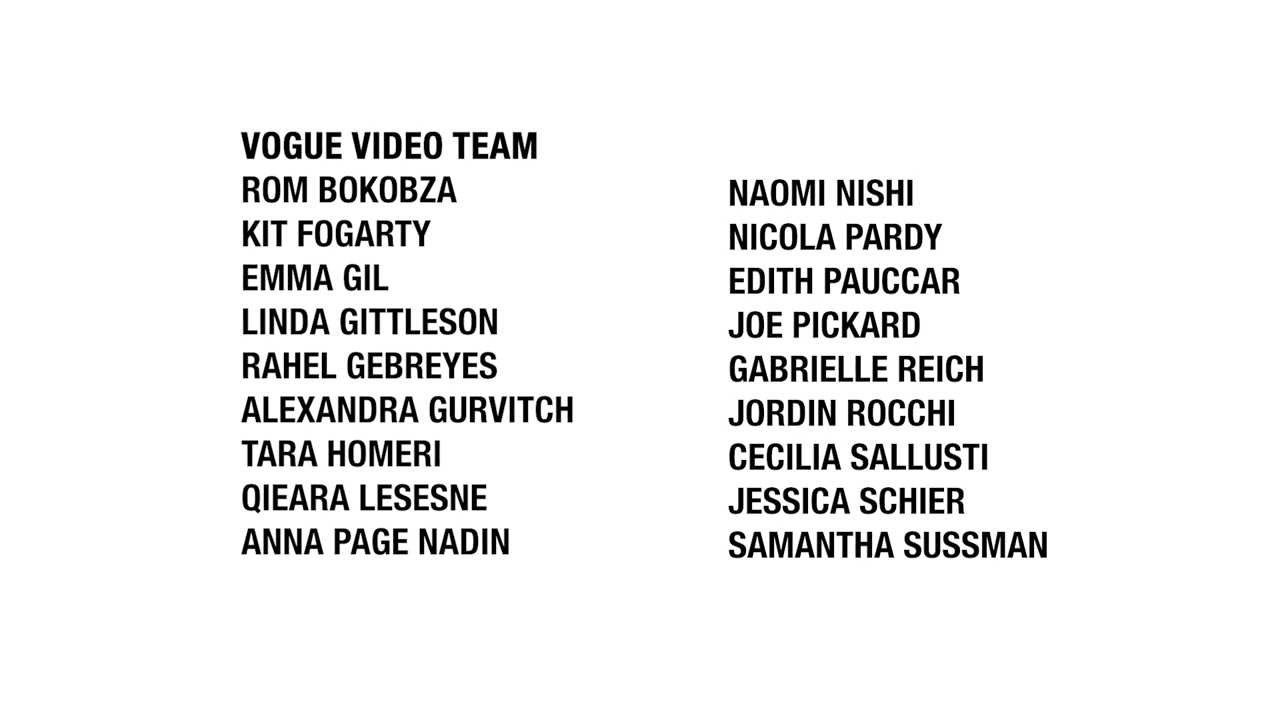 VOGUE VIDEO TEAM
ROM BOKOBZA
KIT FOGARTY
EMMA GIL
LINDA GITTLESON
RAHEL GEBREYES
ALEXANDRA GURVITCH
TARA HOMERI
QIEARA LESESNE
ANNA PAGE NADIN
NAOMI NISHI
NICOLA PARDY
EDITH PAUCCAR
JOE PICKARD
GABRIELLE REICH
JORDIN ROCCHI
CECILIA SALLUSTI
JESSICA SCHIER
SAMANTHA SUSSMAN